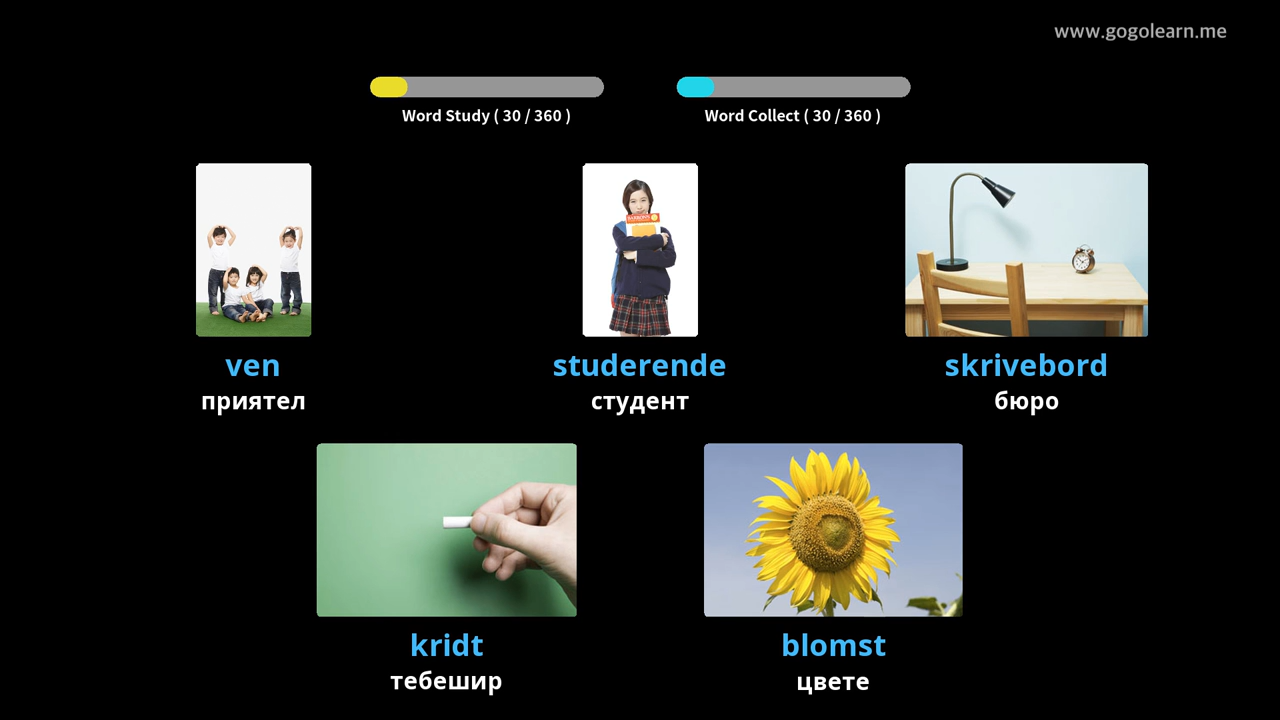 www.gogolearn.me
Word Study ( 30 / 360 )
Word Collect ( 30 / 360 )
ven
приятел
studerende
студент
skrivebord
бюро
kridt
тебешир
blomst
цвете